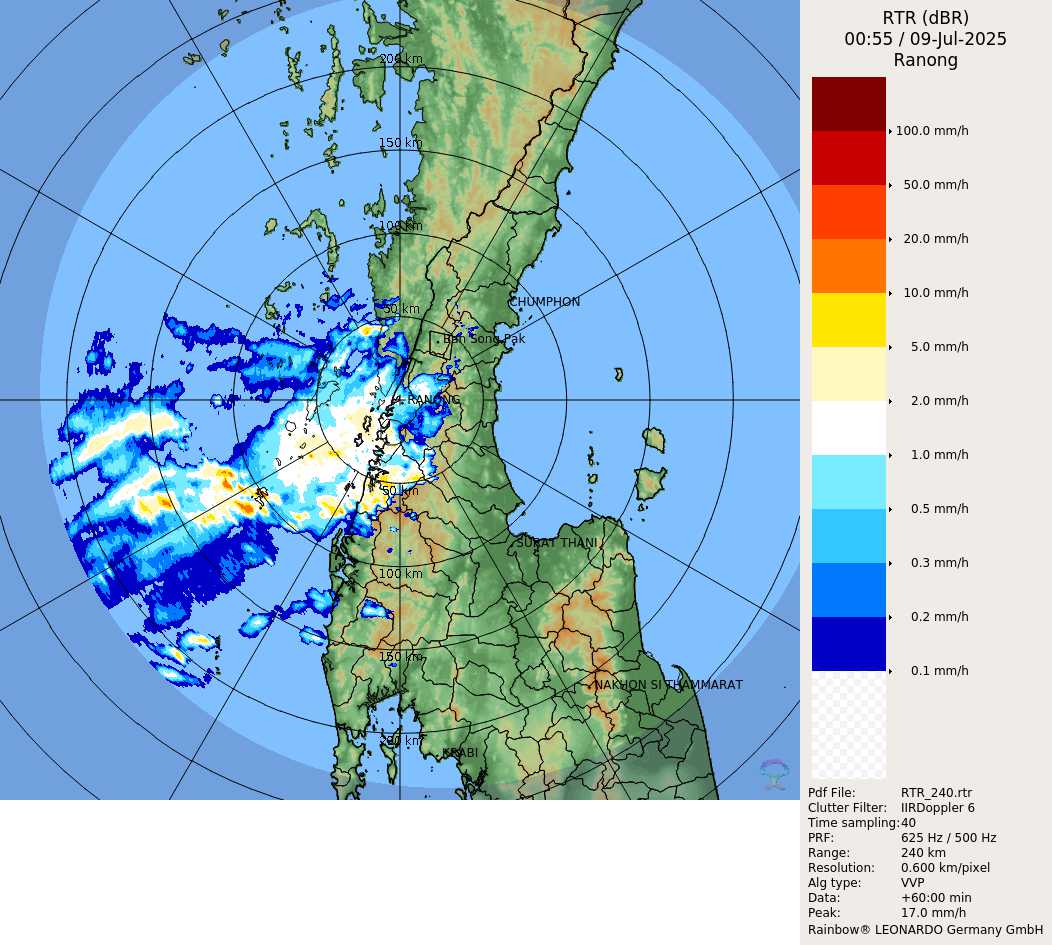 RTR (dBR)
00:55 / 09-Jul-2025
Ranong
100.0 mm/h
50.0 mm/h
20.0 mm/h
10.0 mm/h
5.0 mm/h
2.0 mm/h
1.0 mm/h
0.5 mm/h
0.3 mm/h
0.2 mm/h
0.1 mm/h
Pdf File: RTR_240.rtr
Clutter Filter: IIRDoppler 6
Time sampling: 40
PRF: 625 Hz / 500 Hz
Range: 240 km
Resolution: 0.600 km/pixel
Alg type: VVP
Data: +60:00 min
Peak: 17.0 mm/h
Rainbow® LEONARDO Germany GmbH
200 km
150 km
100 km
50 km
CHUMPHON
Ban Song Pak
RANONG
50 km
SURAT THANI
100 km
150 km
NAKHON SI THAMMARAT
200 km
KRABI